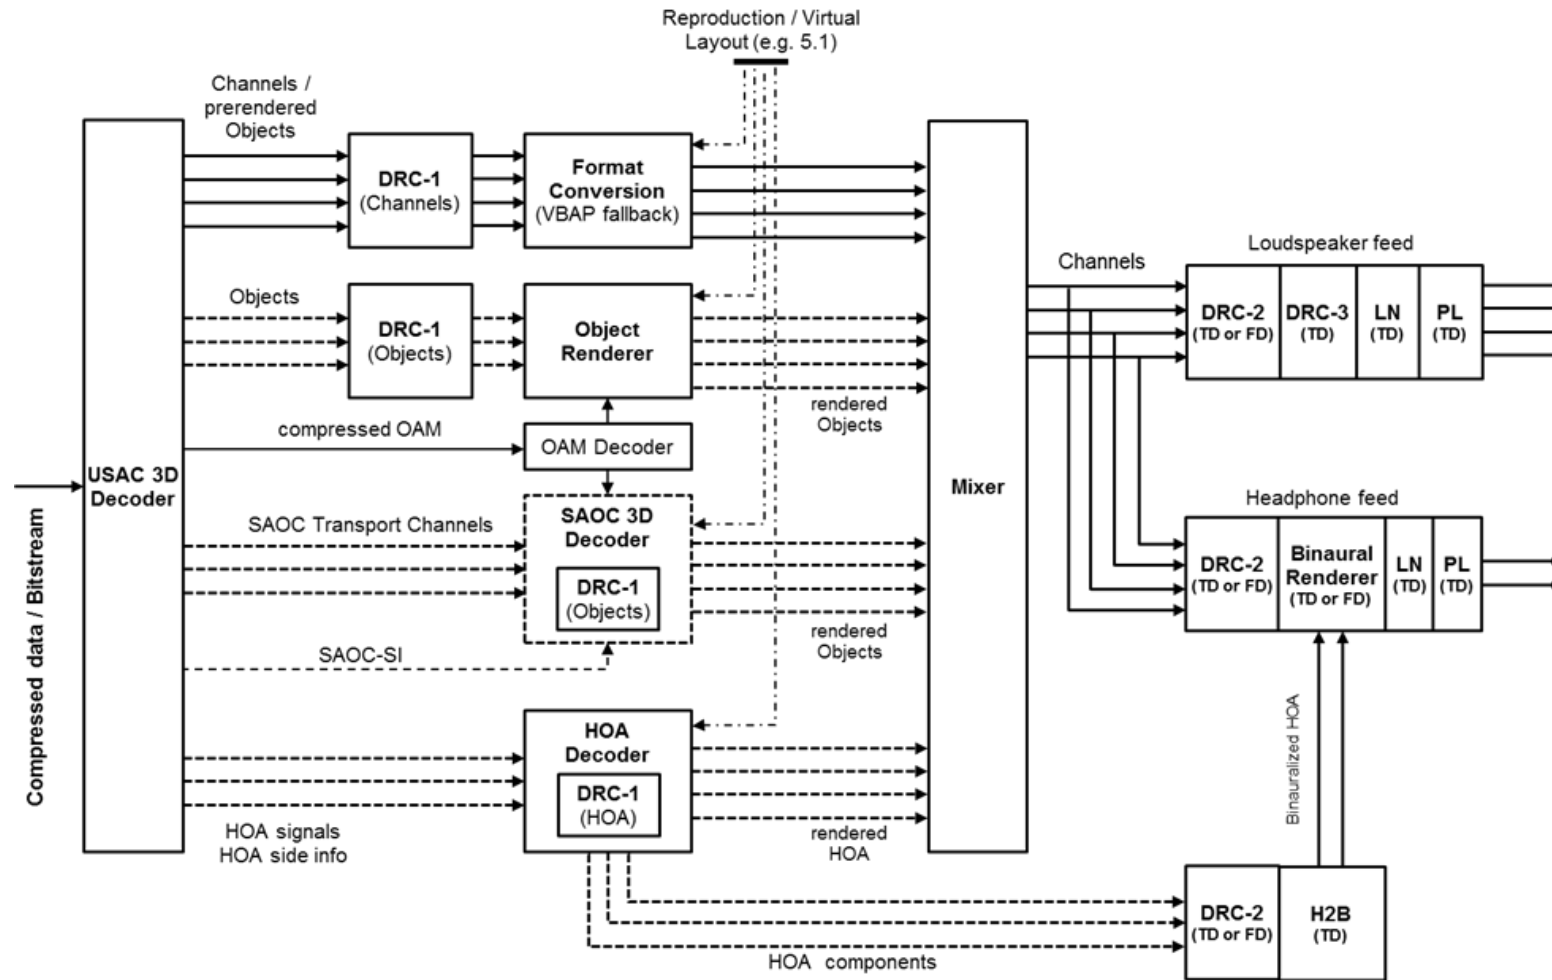 Reproduction / Virtual
Layout (e.g. 5.1)
Channels /
prerendered
Objects
DRC-1
(Channels)
Format
Conversion
(VBAP fallback)
Channels
Loudspeaker feed
DRC-2
(TD or FD)
DRC-3
(TD)
LN
(TD)
PL
(TD)
Objects
DRC-1
(Objects)
Object
Renderer
rendered
Objects
compressed OAM
OAM Decoder
USAC 3D
Decoder
Compressed data / Bitstream
Mixer
SAOC Transport Channels
SAOC 3D
Decoder
DRC-1
(Objects)
rendered
Objects
SAOC-SI
Headphone feed
DRC-2
(TD or FD)
Binaural
Renderer
(TD or FD)
LN
(TD)
PL
(TD)
HOA
Decoder
DRC-1
(HOA)
HOA signals
HOA side info
rendered
HOA
Binauralized HOA
DRC-2
(TD or FD)
H2B
(TD)
HOA components